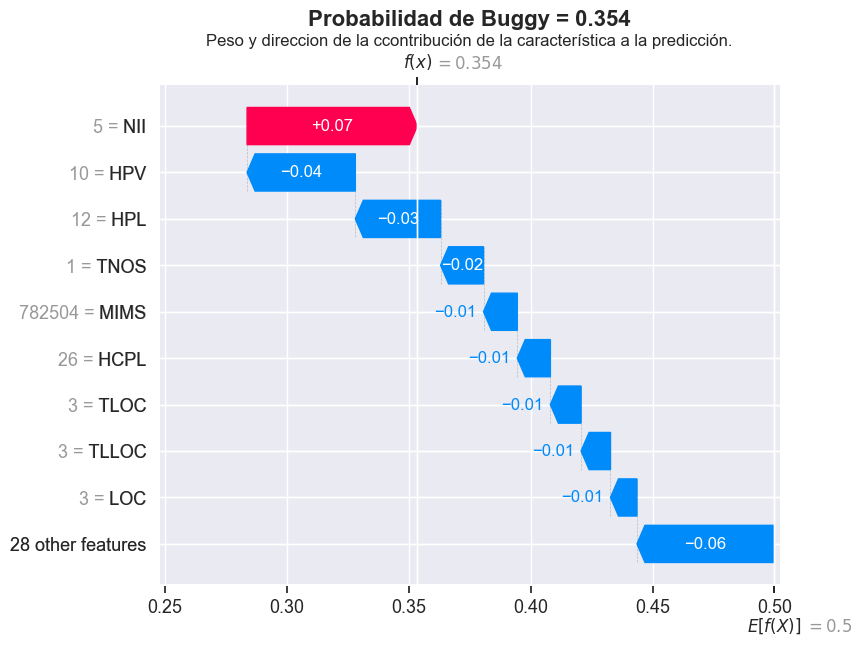 Probabilidad de Buggy = 0.354
Peso y direccion de la ccontribución de la característica a la predicción.
f(x) = 0.354
5 = NII
+0.07
10 = HPV
−0.04
12 = HPL
−0.03
1 = TNOS
−0.02
782504 = MIMS
−0.01
26 = HCPL
−0.01
3 = TLOC
−0.01
3 = TLLOC
−0.01
3 = LOC
−0.01
28 other features
−0.06
0.25 0.30 0.35 0.40 0.45 0.50
E[f(X)] = 0.5